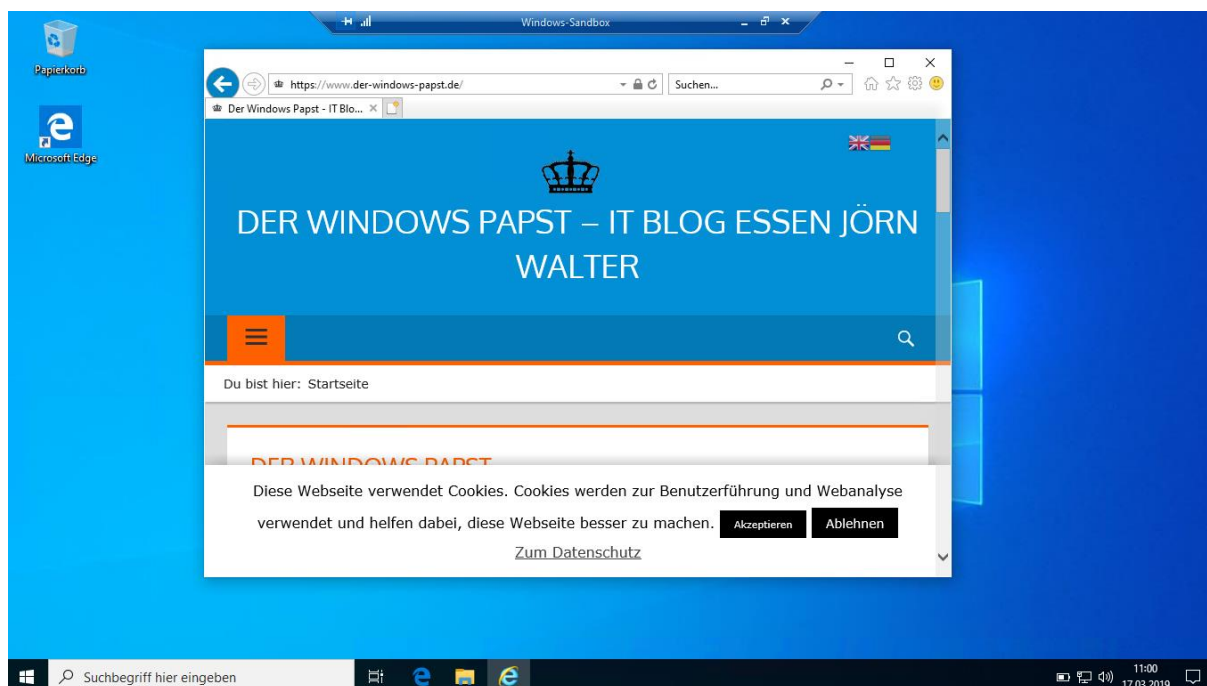 Windows-Sandbox
Papierkorb
Microsoft Edge
https://www.der-windows-papst.de/
Suchen...
Der Windows Papst - IT Blo...
DER WINDOWS PAPST – IT BLOG ESSEN JÖRN
WALTER
Du bist hier: Startseite
DER WINDOWS PAPST
Diese Webseite verwendet Cookies. Cookies werden zur Benutzerführung und Webanalyse
verwendet und helfen dabei, diese Webseite besser zu machen. Akzeptieren Ablehnen
Zum Datenschutz
Suchbegriff hier eingeben
11:00
17.03.2019